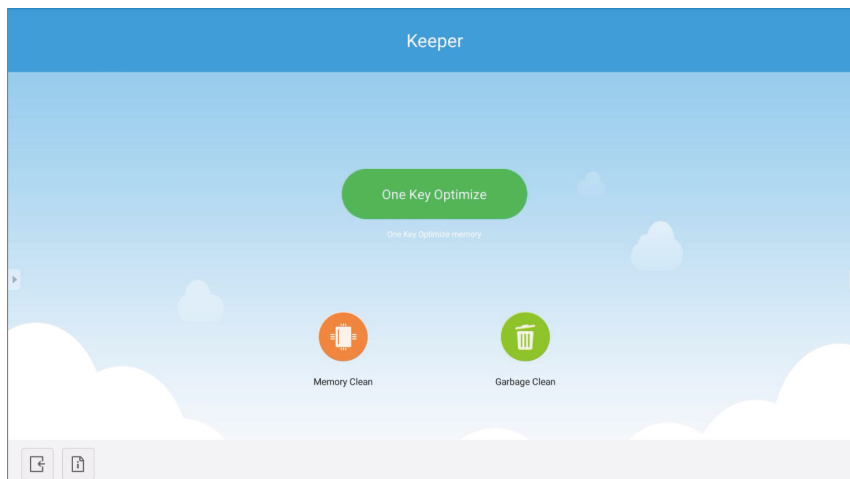 Keeper
One Key Optimize
One Key Optimize memory
Memory Clean
Garbage Clean